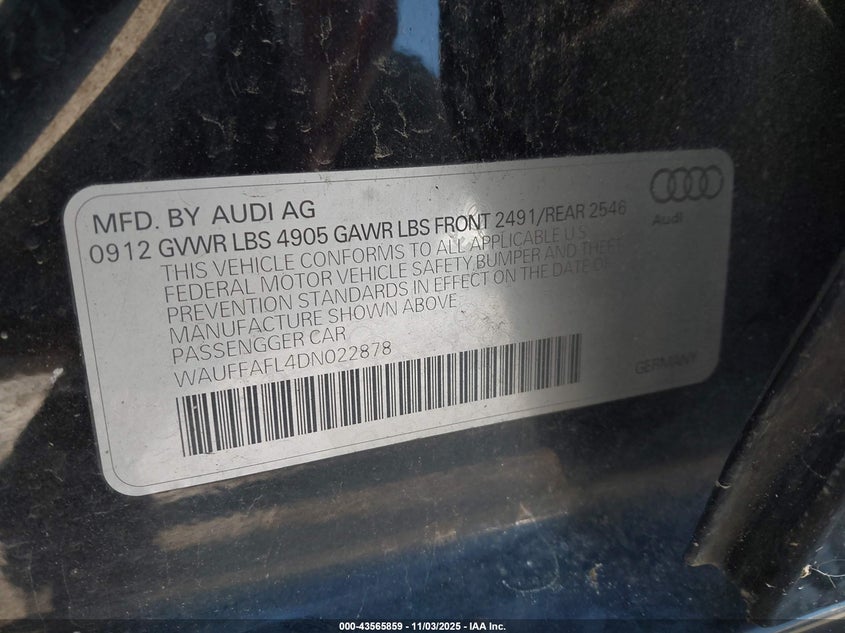 MFD. BY AUDI AG
0912 GVWR LBS 4905 GAWR LBS FRONT 2491/REAR 2546
THIS VEHICLE CONFORMS TO ALL APPLICABLE U.S.
FEDERAL MOTOR VEHICLE SAFETY,BUMPER AND THEFT
PREVENTION STANDARDS IN EFFECT ON THE DATE OF
MANUFACTURE SHOWN ABOVE
PASSENGGER CAR
WAUFFAFL4DN022878
Audi
GERMANY
000-43565859 - 11/03/2025 - IAA Inc.